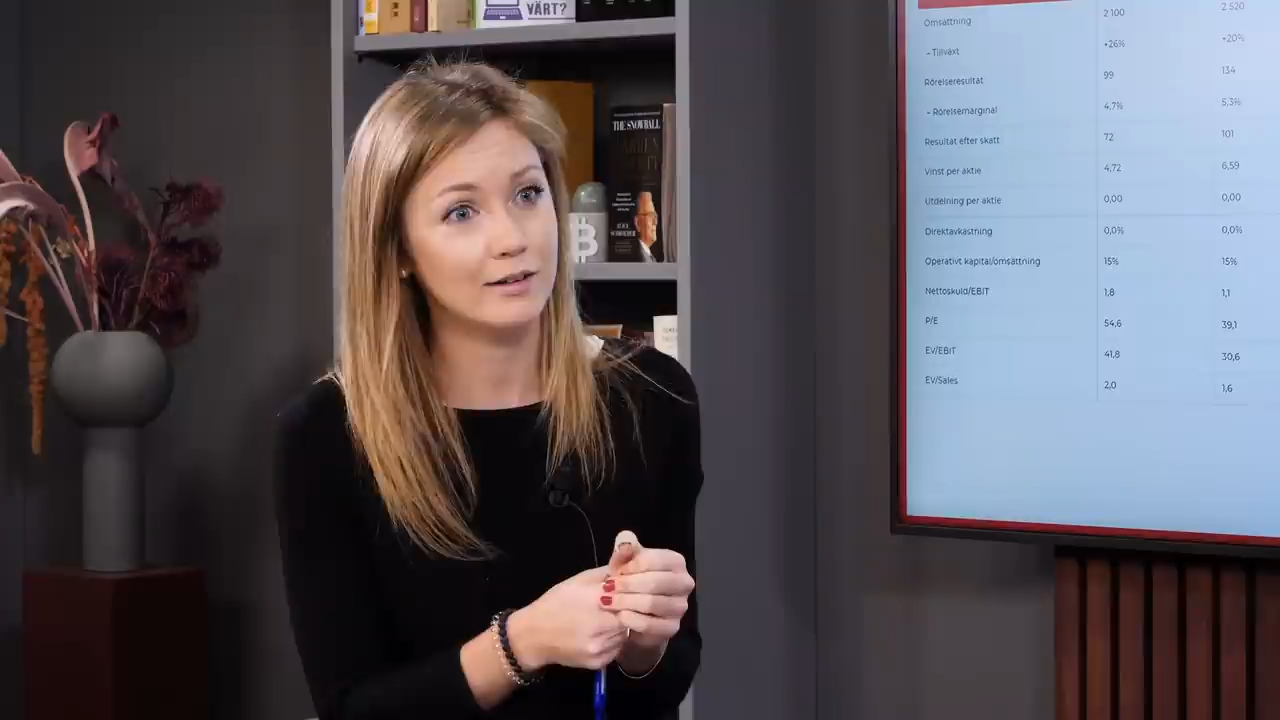 VÄRT?
THE SNOWBALL
Omsättning 2 100 2 520
- Tillväxt +26% +20%
Rörelseresultat 99 134
- Rörelsemarginal 4,7% 5,3%
Resultat efter skatt 72 101
Vinst per aktie 4,72 6,59
Utdelning per aktie 0,00 0,00
Direktavkastning 0,0% 0,0%
Operativt kapital/omsättning 15% 15%
Nettoskuld/EBIT 1,8 1,1
P/E 54,6 39,1
EV/EBIT 41,8 30,6
EV/Sales 2,0 1,6